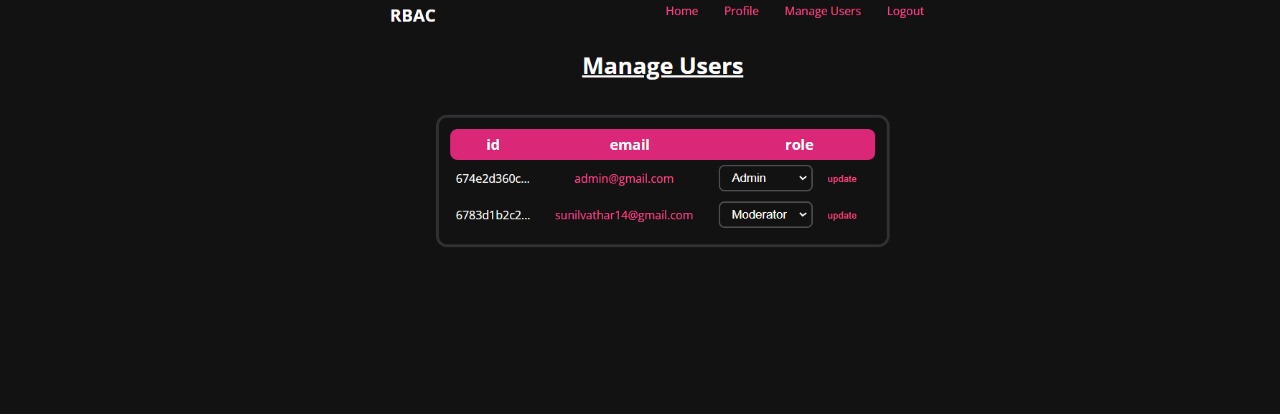 RBAC Home Profile Manage Users Logout
Manage Users
id email role
674e2d360c... admin@gmail.com Admin update
6783d1b2c2... sunilvathar14@gmail.com Moderator update